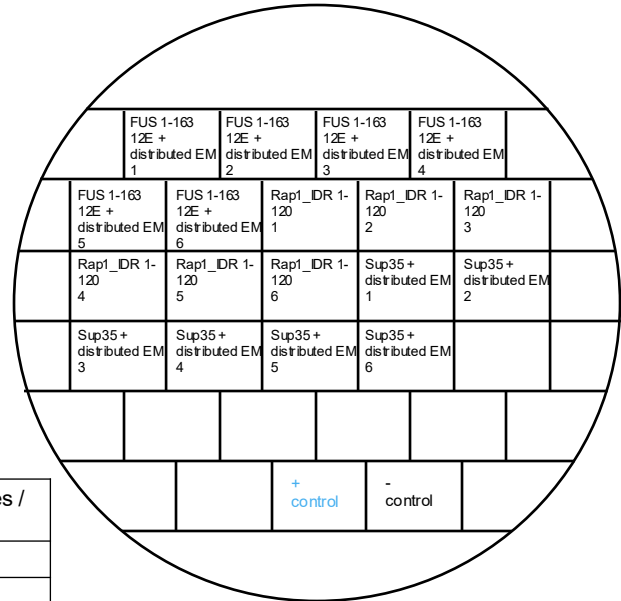 FUS 1-163
12E +
distributed EM
1
FUS 1-163
12E +
distributed EM
2
FUS 1-163
12E +
distributed EM
3
FUS 1-163
12E +
distributed EM
4
FUS 1-163
12E +
distributed EM
5
FUS 1-163
12E +
distributed EM
6
Rap1_IDR 1-
120
1
Rap1_IDR 1-
120
2
Rap1_IDR 1-
120
3
Rap1_IDR 1-
120
4
Rap1_IDR 1-
120
5
Rap1_IDR 1-
120
6
Sup35 +
distributed EM
1
Sup35 +
distributed EM
2
Sup35 +
distributed EM
3
Sup35 +
distributed EM
4
Sup35 +
distributed EM
5
Sup35 +
distributed EM
6
+
control
-
control
es /